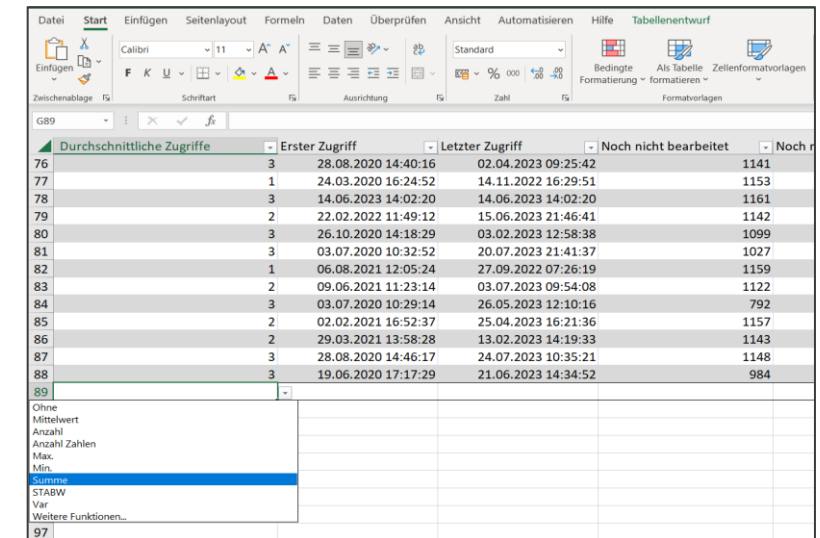 Datei Start Einfügen Seitenlayout Formeln Daten Überprüfen Ansicht Automatisieren Hilfe Tabellenentwurf
Calibri 11 A A Standard
Einfügen F K U A % 000 Bedingte Formatierung Als Tabelle formatieren Zellenformatvorlagen
Zwischenablage Schriftart Ausrichtung Zahl Formatvorlagen
G89 fx
Durchschnittliche Zugriffe Erster Zugriff Letzter Zugriff Noch nicht bearbeitet Noch
76 3 28.08.2020 14:40:16 02.04.2023 09:25:42 1141
77 1 24.03.2020 16:24:52 14.11.2022 16:29:51 1153
78 3 14.06.2023 14:02:20 14.06.2023 14:02:20 1161
79 2 22.02.2022 11:49:12 15.06.2023 21:46:41 1142
80 3 26.10.2020 14:18:29 03.02.2023 12:58:38 1099
81 3 03.07.2020 10:32:52 20.07.2023 21:41:37 1027
82 1 06.08.2021 12:05:24 27.09.2022 07:26:19 1159
83 2 09.06.2021 11:23:14 03.07.2023 09:54:08 1122
84 3 03.07.2020 10:29:14 26.05.2023 12:10:16 792
85 2 02.02.2021 16:52:37 25.04.2023 16:21:36 1157
86 2 29.03.2021 13:58:28 13.02.2023 14:19:33 1143
87 3 28.08.2020 14:46:17 24.07.2023 10:35:21 1148
88 3 19.06.2020 17:17:29 21.06.2023 14:34:52 984
89
Ohne
Mittelwert
Anzahl
Anzahl Zahlen
Max.
Min.
Summe
STABW
Var
Weitere Funktionen...
97